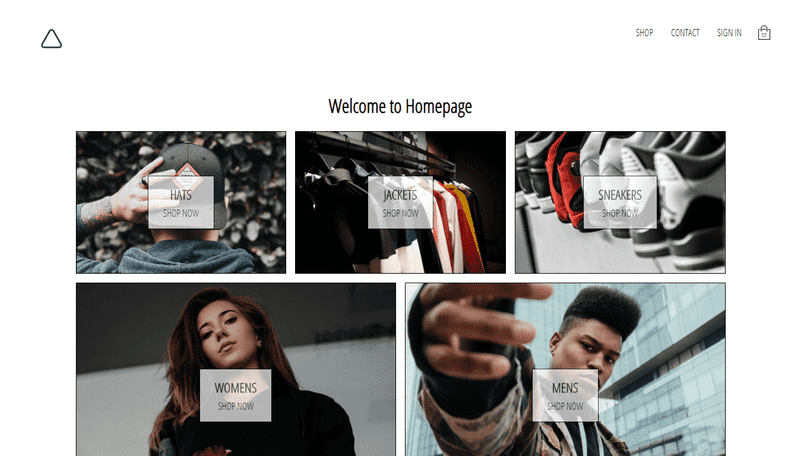 SHOP CONTACT SIGN IN 17
Welcome to Homepage
HATS
SHOP NOW
JACKETS
SHOP NOW
SNEAKERS
SHOP NOW
WOMENS
SHOP NOW
MENS
SHOP NOW